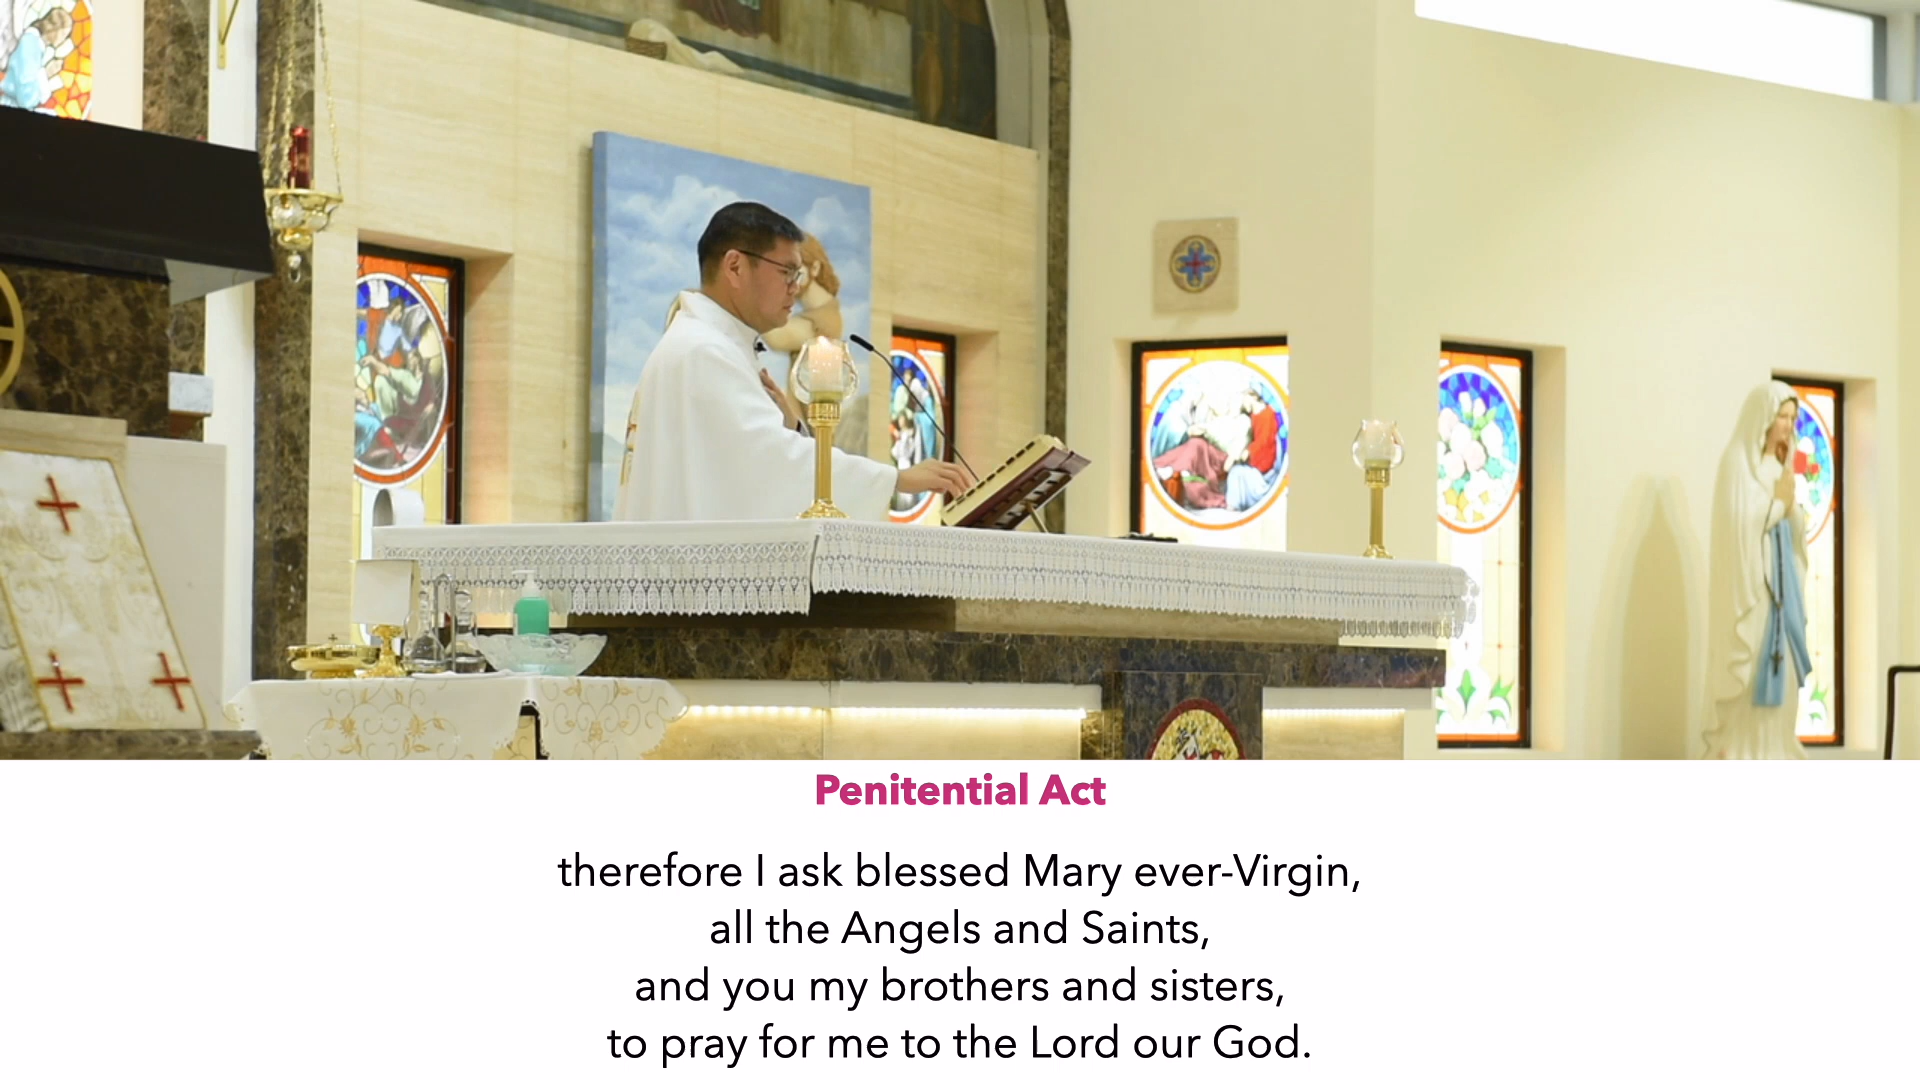 Penitential Act
therefore I ask blessed Mary ever-Virgin,
all the Angels and Saints,
and you my brothers and sisters,
to pray for me to the Lord our God.